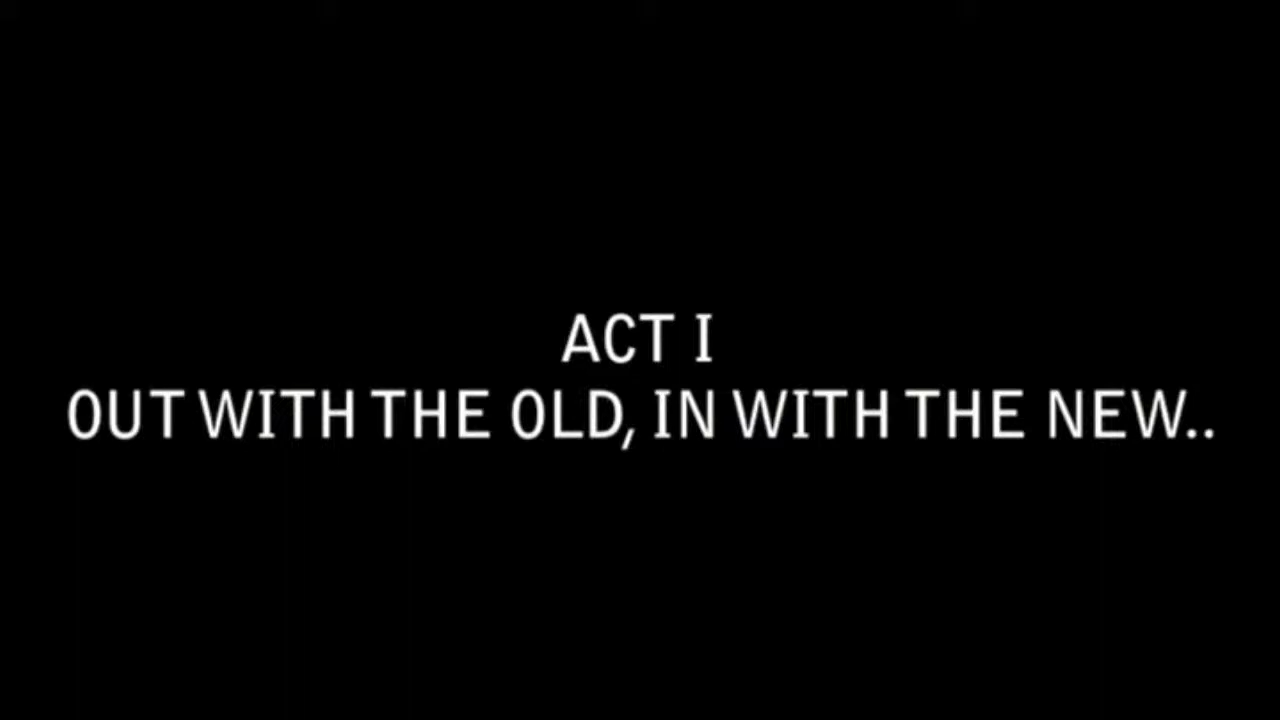 ACT I
OUT WITH THE OLD, IN WITH THE NEW..